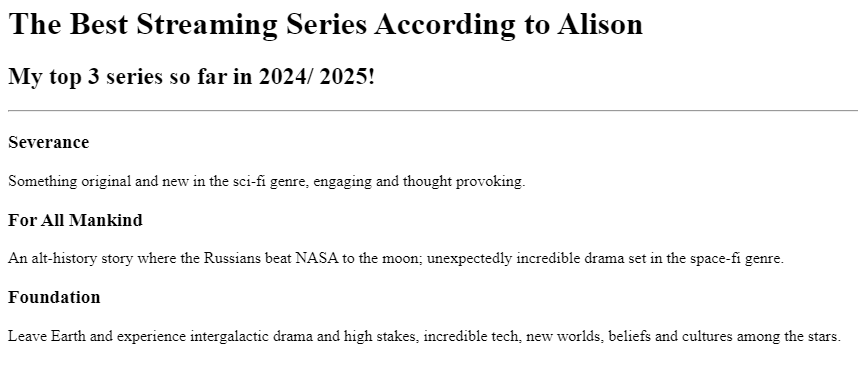 The Best Streaming Series According to Alison
My top 3 series so far in 2024/ 2025!
Severance
Something original and new in the sci-fi genre, engaging and thought provoking.
For All Mankind
An alt-history story where the Russians beat NASA to the moon; unexpectedly incredible drama set in the space-fi genre.
Foundation
Leave Earth and experience intergalactic drama and high stakes, incredible tech, new worlds, beliefs and cultures among the stars.